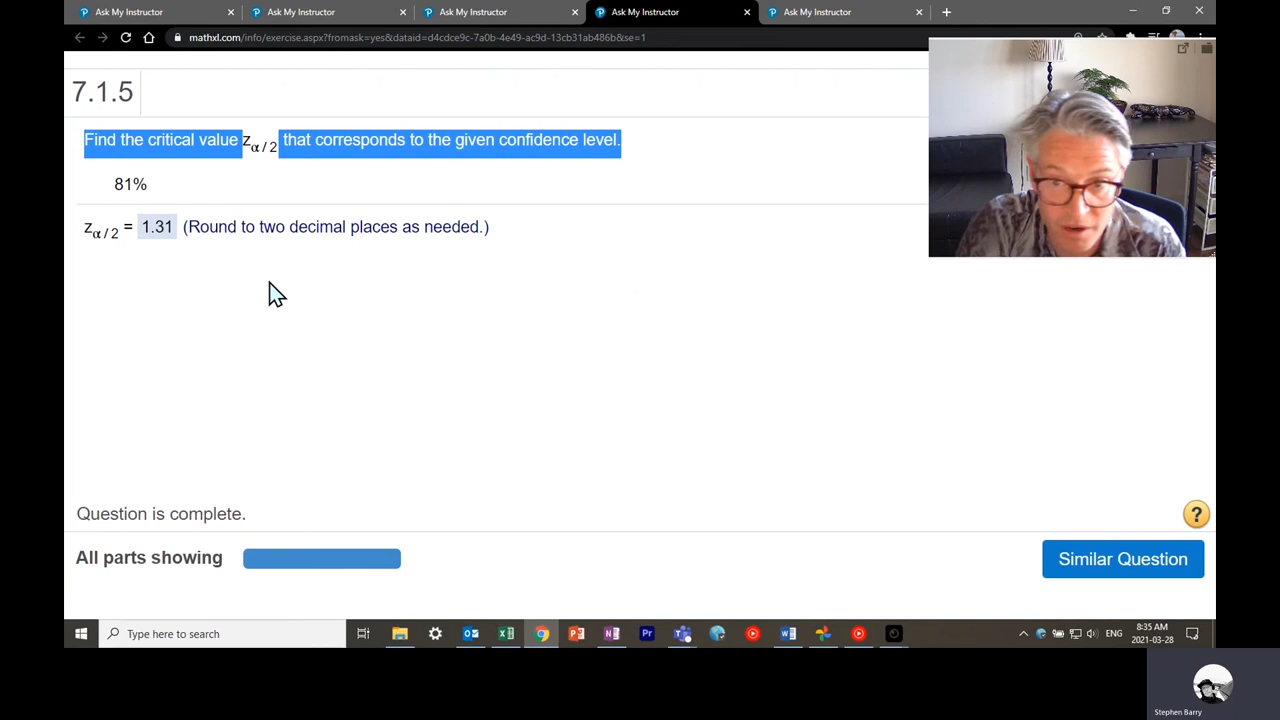 Ask My Instructor
Ask My Instructor
Ask My Instructor
Ask My Instructor
Ask My Instructor
mathxl.com/info/exercise.aspx?fromask=yes&dataid=d4cdce9c-7a0b-4e49-ac9d-13cb31ab486b&se=1
7.1.5
Find the critical value zα/2 that corresponds to the given confidence level.
81%
zα/2 = 1.31 (Round to two decimal places as needed.)
Question is complete.
?
All parts showing
Similar Question
Type here to search
ENG
8:35 AM
2021-03-28
Stephen Barry